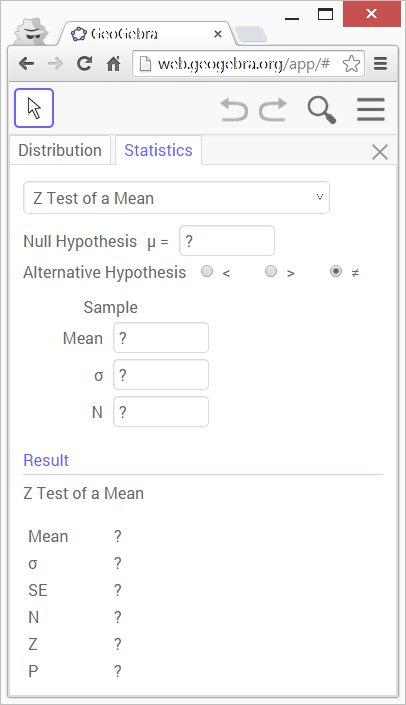 GeoGebra
web.geogebra.org/app/#
Distribution Statistics
Z Test of a Mean
Null Hypothesis μ = ?
Alternative Hypothesis < > ≠
Sample
Mean ?
σ ?
N ?
Result
Z Test of a Mean
Mean ?
σ ?
SE ?
N ?
Z ?
P ?